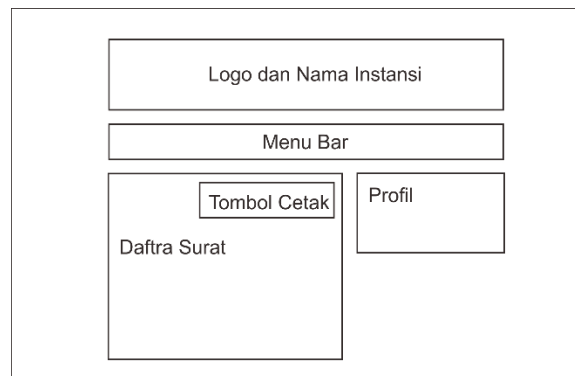 Logo dan Nama Instansi
Menu Bar
Tombol Cetak
Daftra Surat
Profil